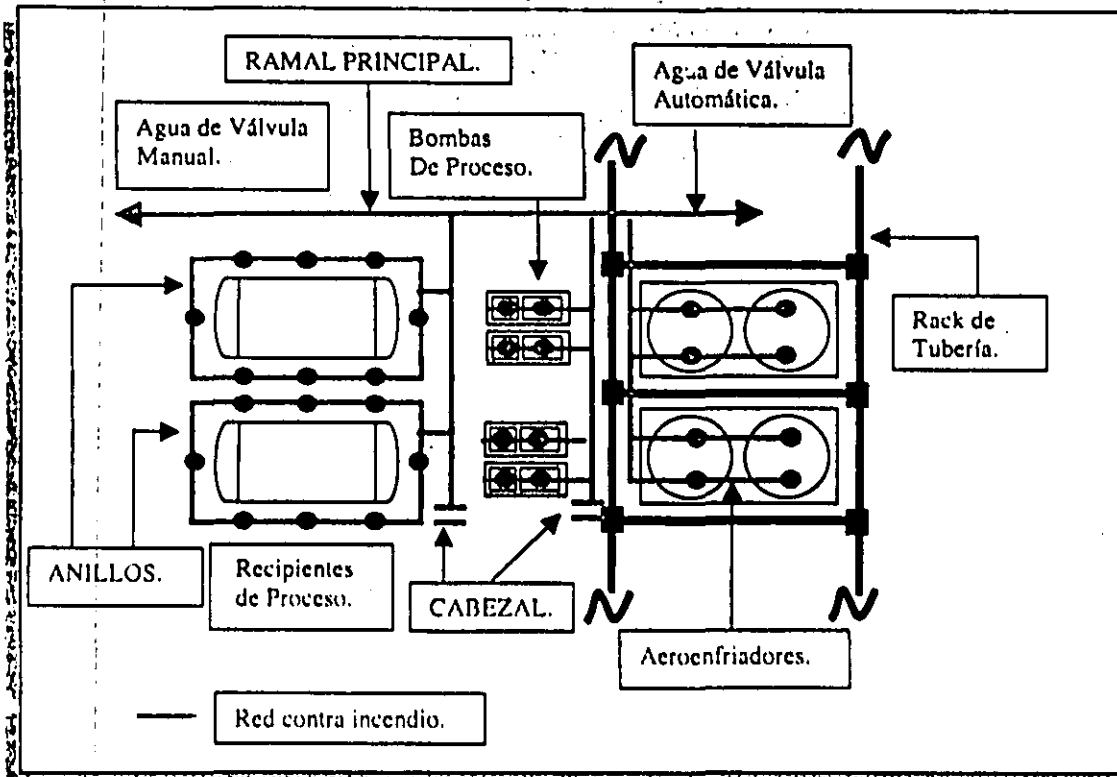 RAMAL PRINCIPAL.
Agua de Válvula
Automática.
Agua de Válvula
Manual.
Bombas
De Proceso.
Rack de
Tubería.
ANILLOS.
Recipientes
de Proceso.
CABEZAL.
Aeroenfriadores.
Red contra incendio.